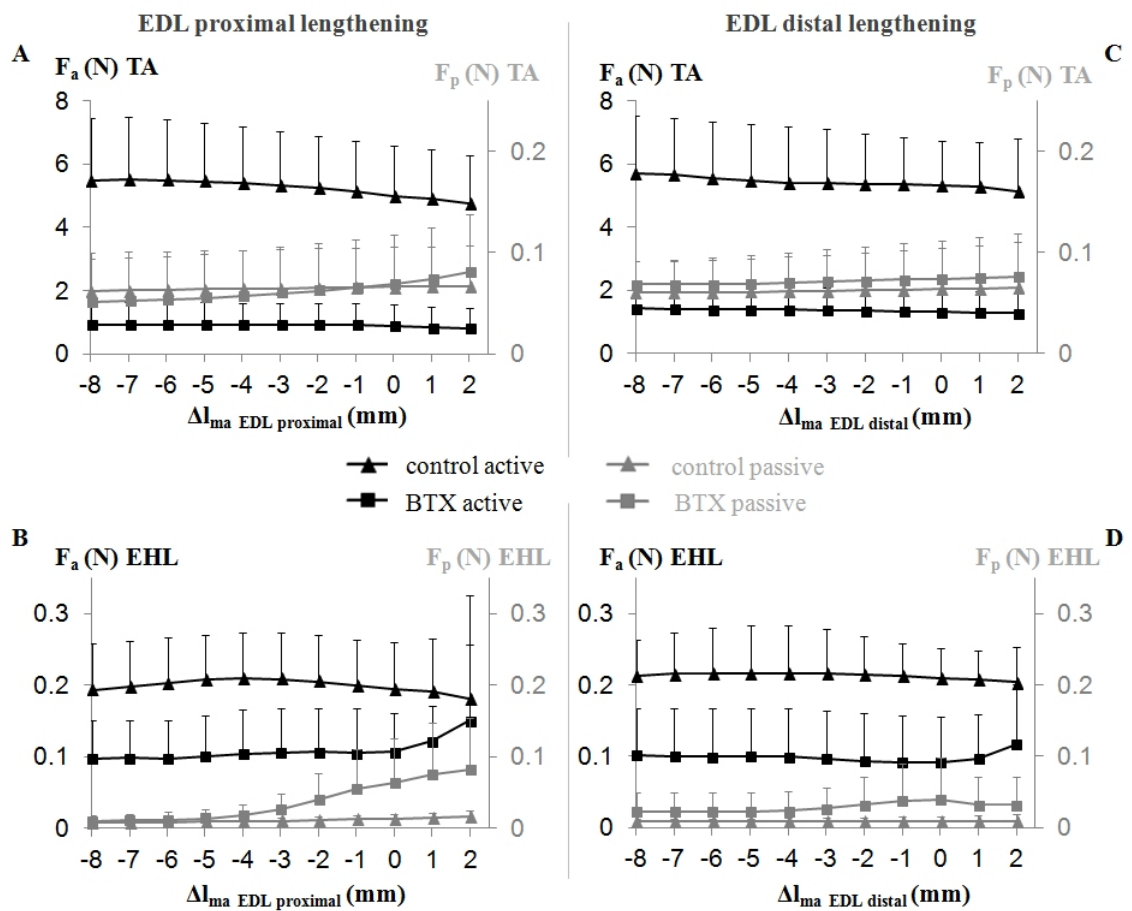 EDL proximal lengthening
EDL distal lengthening
A
Fa (N) TA
Fp (N) TA
8
6
4
2
0
0.2
0.1
0
-8 -7 -6 -5 -4 -3 -2 -1 0 1 2
Δlma EDL proximal (mm)
Fa (N) TA
Fp (N) TA
C
8
6
4
2
0
0.2
0.1
0
-8 -7 -6 -5 -4 -3 -2 -1 0 1 2
Δlma EDL distal (mm)
control active
control passive
BTX active
BTX passive
B
Fa (N) EHL
Fp (N) EHL
0.3
0.2
0.1
0
0.3
0.2
0.1
0
-8 -7 -6 -5 -4 -3 -2 -1 0 1 2
Δlma EDL proximal (mm)
D
Fa (N) EHL
Fp (N) EHL
0.3
0.2
0.1
0
0.3
0.2
0.1
0
-8 -7 -6 -5 -4 -3 -2 -1 0 1 2
Δlma EDL distal (mm)